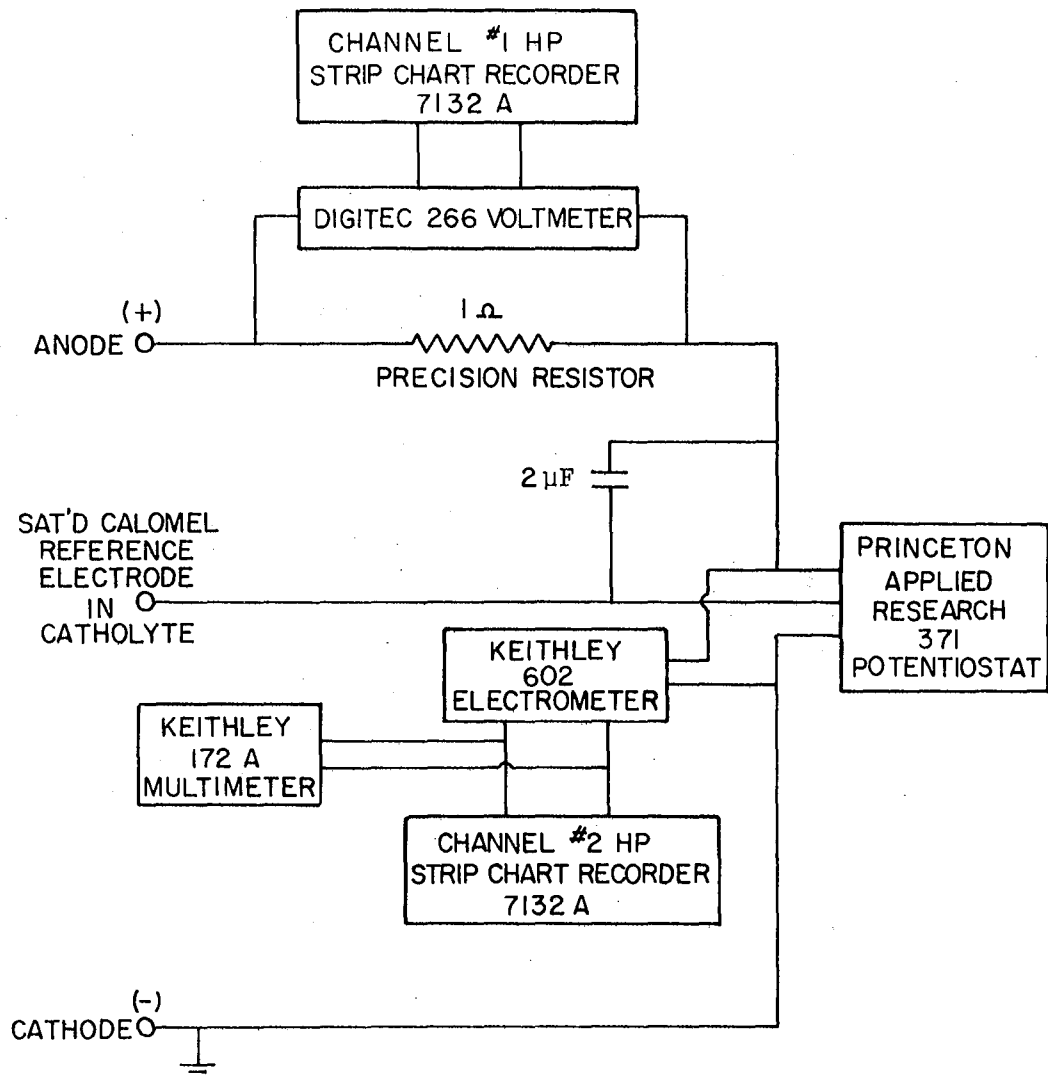 CHANNEL #1 HP
STRIP CHART RECORDER
7132 A
DIGITEC 266 VOLTMETER
(+)
ANODE
1 Ω
PRECISION RESISTOR
2 µF
SAT'D CALOMEL
REFERENCE
ELECTRODE
IN
CATHOLYTE
PRINCETON
APPLIED
RESEARCH
371
POTENTIOSTAT
KEITHLEY
602
ELECTROMETER
KEITHLEY
172 A
MULTIMETER
CHANNEL #2 HP
STRIP CHART RECORDER
7132 A
(-)
CATHODE